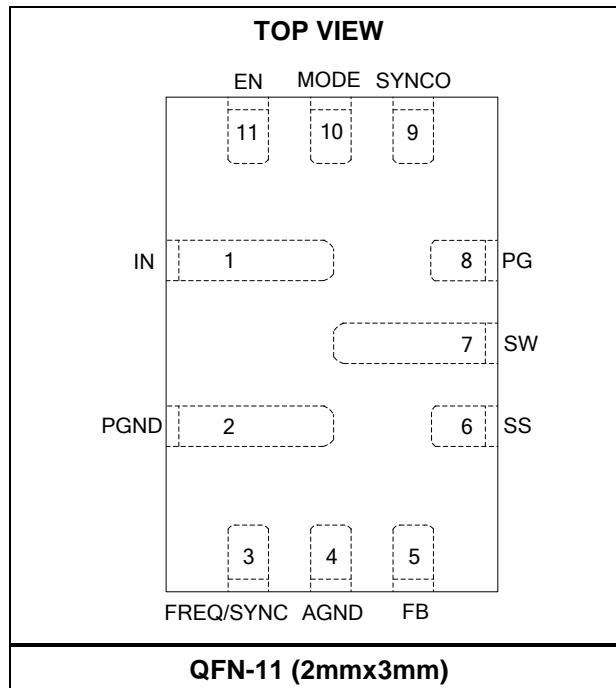 TOP VIEW
EN MODE SYNCO
11 10 9
IN 1 8 PG
7 SW
PGND 2 6 SS
3 4 5
FREQ/SYNC AGND FB
QFN-11 (2mmx3mm)